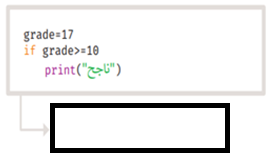 grade=17
if grade>=10
print("ناجح")